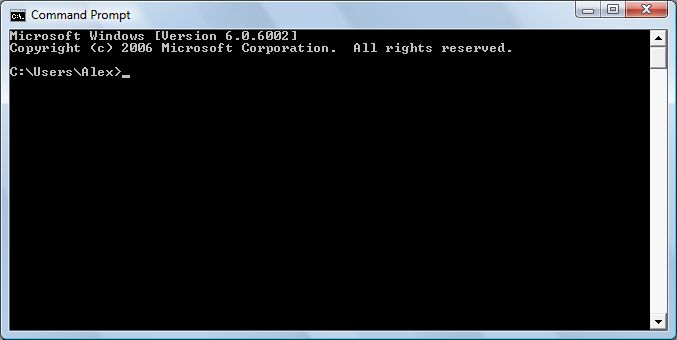 Command Prompt
Microsoft Windows [Version 6.0.6002]
Copyright (c) 2006 Microsoft Corporation.  All rights reserved.
C:\Users\Alex>_